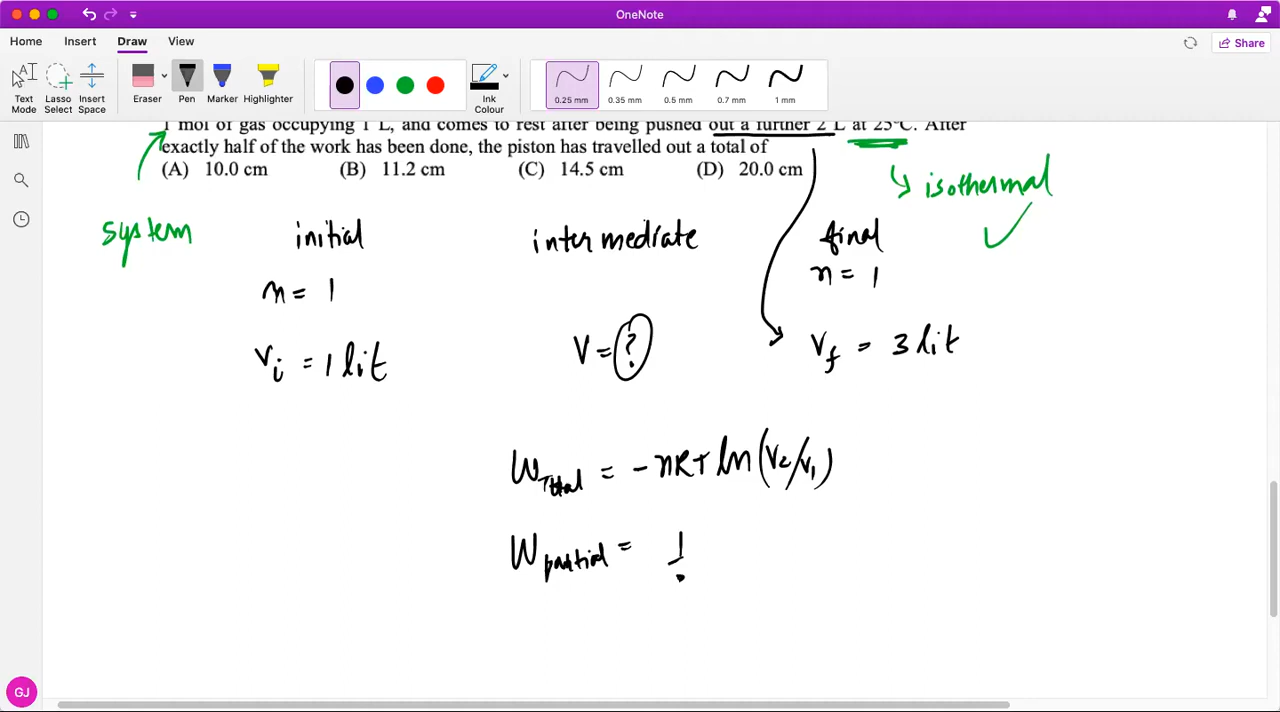 OneNote
Home Insert Draw View
Share
Text Mode
Lasso Select
Insert Space
Eraser
Pen
Marker
Highlighter
Ink Colour
0.25 mm 0.35 mm 0.5 mm 0.7 mm 1 mm
1 mol of gas occupying 1 L, and comes to rest after being pushed out a further 2 L at 25°C. After
exactly half of the work has been done, the piston has travelled out a total of
(A) 10.0 cm (B) 11.2 cm (C) 14.5 cm (D) 20.0 cm
isothermal
system initial intermediate final
n = 1 n = 1
Vi = 1 lit V = ? Vf = 3 lit
WTotal = - nRT ln (V2/V1)
Wpartial = 1
GJ